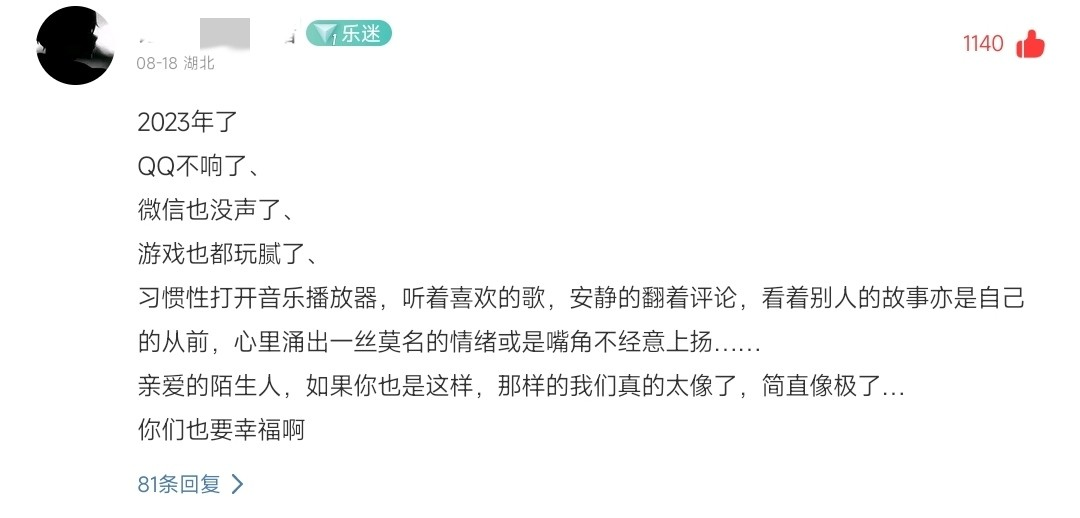 乐迷
08-18 湖北
1140
2023年了
QQ不响了、
微信也没声了、
游戏也都玩腻了、
习惯性打开音乐播放器，听着喜欢的歌，安静的翻着评论，看着别人的故事亦是自己
的从前，心里涌出一丝莫名的情绪或是嘴角不经意上扬……
亲爱的陌生人，如果你也是这样，那样的我们真的太像了，简直像极了…
你们也要幸福啊
81条回复